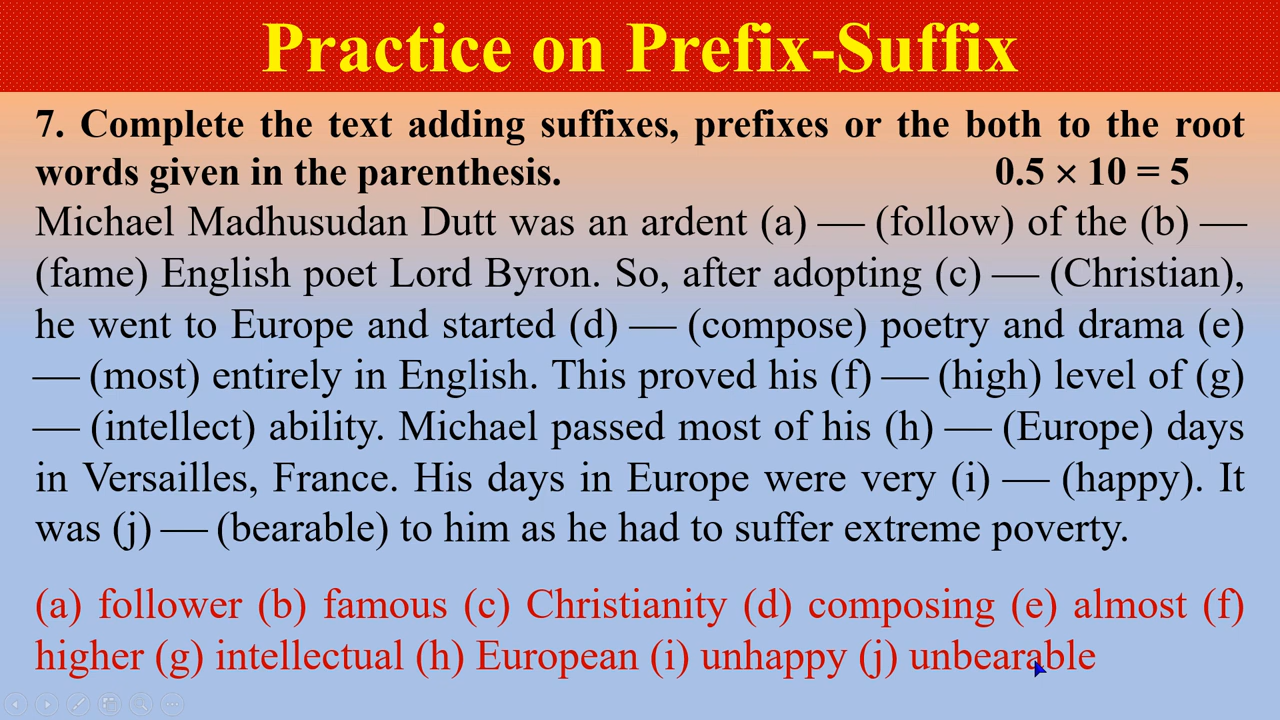 Practice on Prefix-Suffix
7. Complete the text adding suffixes, prefixes or the both to the root
words given in the parenthesis. 0.5 × 10 = 5
Michael Madhusudan Dutt was an ardent (a) — (follow) of the (b) —
(fame) English poet Lord Byron. So, after adopting (c) — (Christian),
he went to Europe and started (d) — (compose) poetry and drama (e)
— (most) entirely in English. This proved his (f) — (high) level of (g)
— (intellect) ability. Michael passed most of his (h) — (Europe) days
in Versailles, France. His days in Europe were very (i) — (happy). It
was (j) — (bearable) to him as he had to suffer extreme poverty.
(a) follower (b) famous (c) Christianity (d) composing (e) almost (f)
higher (g) intellectual (h) European (i) unhappy (j) unbearable